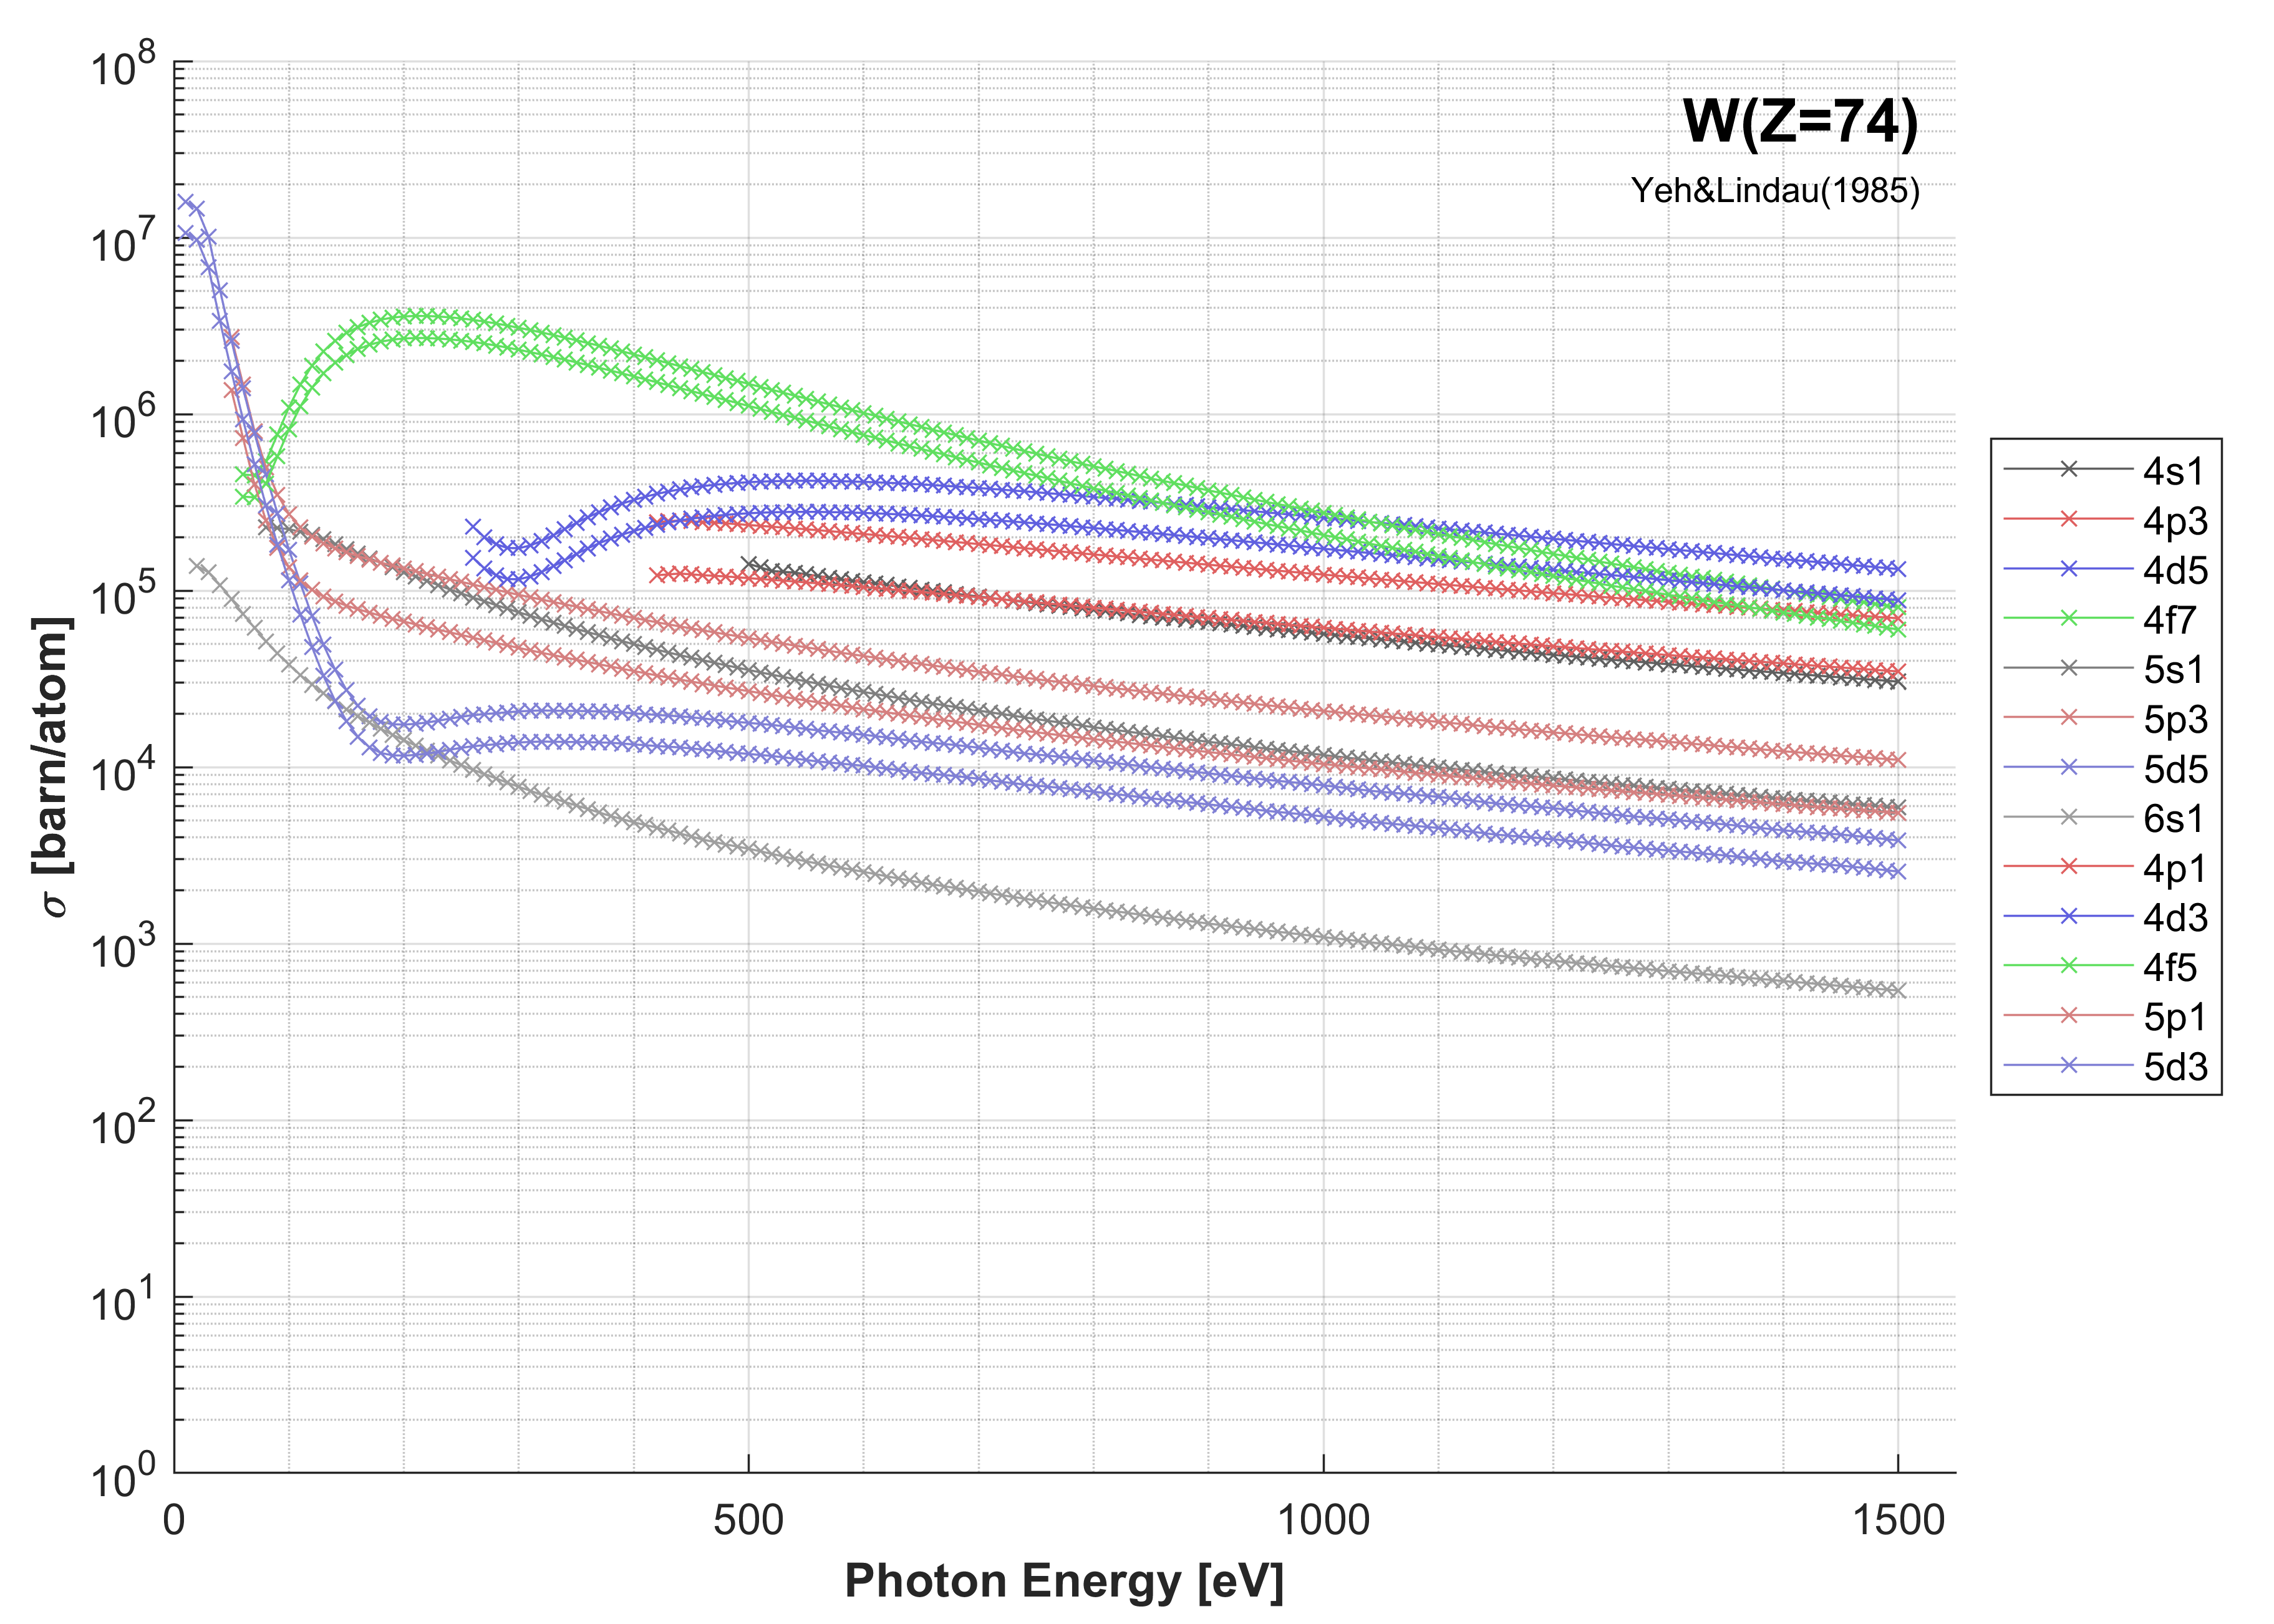 W(Z=74)
Yeh&Lindau(1985)
10^8
10^7
10^6
10^5
10^4
10^3
10^2
10^1
10^0
σ [barn/atom]
0 500 1000 1500
Photon Energy [eV]
4s1
4p3
4d5
4f7
5s1
5p3
5d5
6s1
4p1
4d3
4f5
5p1
5d3